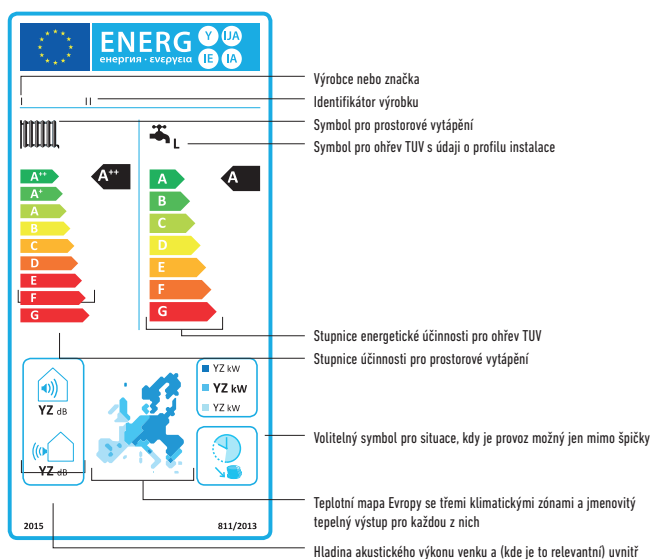 ENERG Y IJA
енергия · ενεργεια IE IA
Výrobce nebo značka
I II
Identifikátor výrobku
Symbol pro prostorové vytápění
L
Symbol pro ohřev TUV s údaji o profilu instalace
A++
A+
A
B
C
D
E
F
G
A++
A
B
C
D
E
F
G
A
Stupnice energetické účinnosti pro ohřev TUV
Stupnice účinnosti pro prostorové vytápění
YZ dB
YZ dB
YZ kW
YZ kW
YZ kW
Volitelný symbol pro situace, kdy je provoz možný jen mimo špičky
Teplotní mapa Evropy se třemi klimatickými zónami a jmenovitý
tepelný výstup pro každou z nich
2015 811/2013
Hladina akustického výkonu venku a (kde je to relevantní) uvnitř